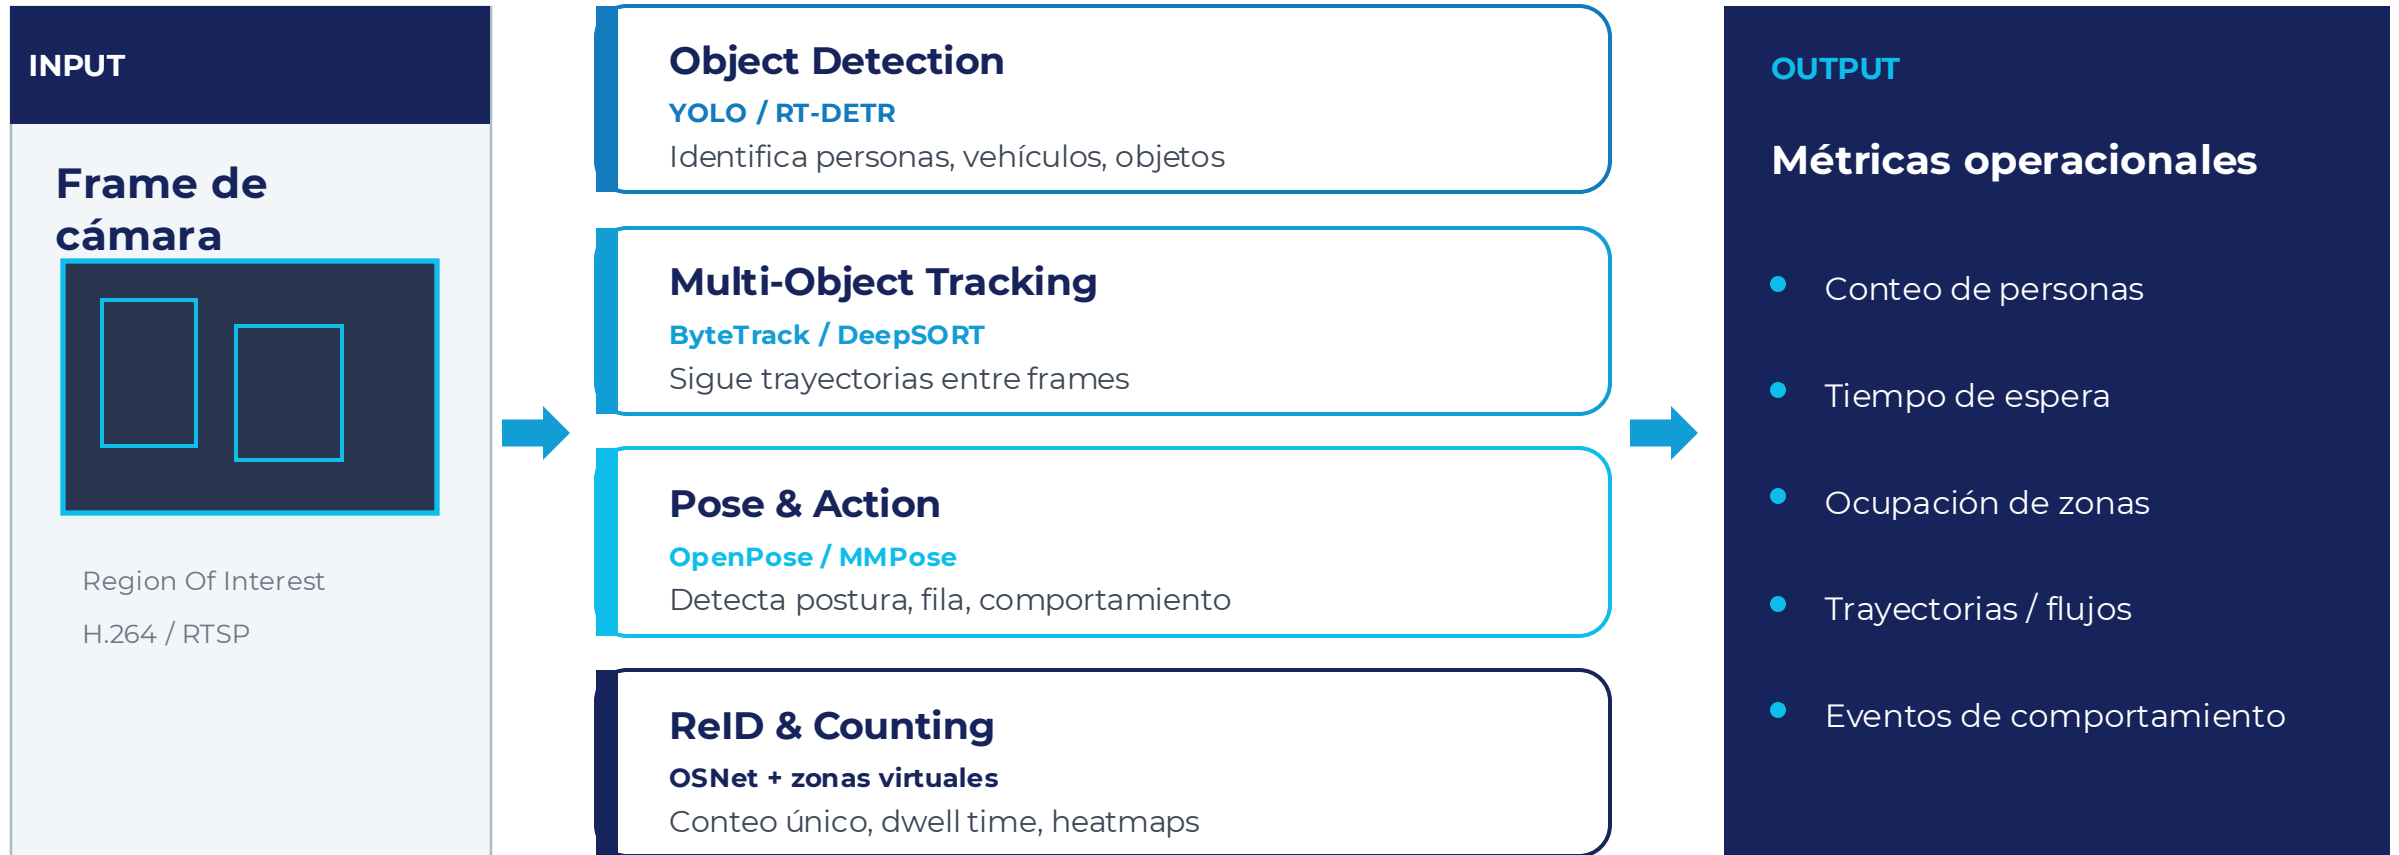 INPUT
Frame de
cámara
Region Of Interest
H.264 / RTSP
Object Detection
YOLO / RT-DETR
Identifica personas, vehículos, objetos
Multi-Object Tracking
ByteTrack / DeepSORT
Sigue trayectorias entre frames
Pose & Action
OpenPose / MMPose
Detecta postura, fila, comportamiento
ReID & Counting
OSNet + zonas virtuales
Conteo único, dwell time, heatmaps
OUTPUT
Métricas operacionales
Conteo de personas
Tiempo de espera
Ocupación de zonas
Trayectorias / flujos
Eventos de comportamiento